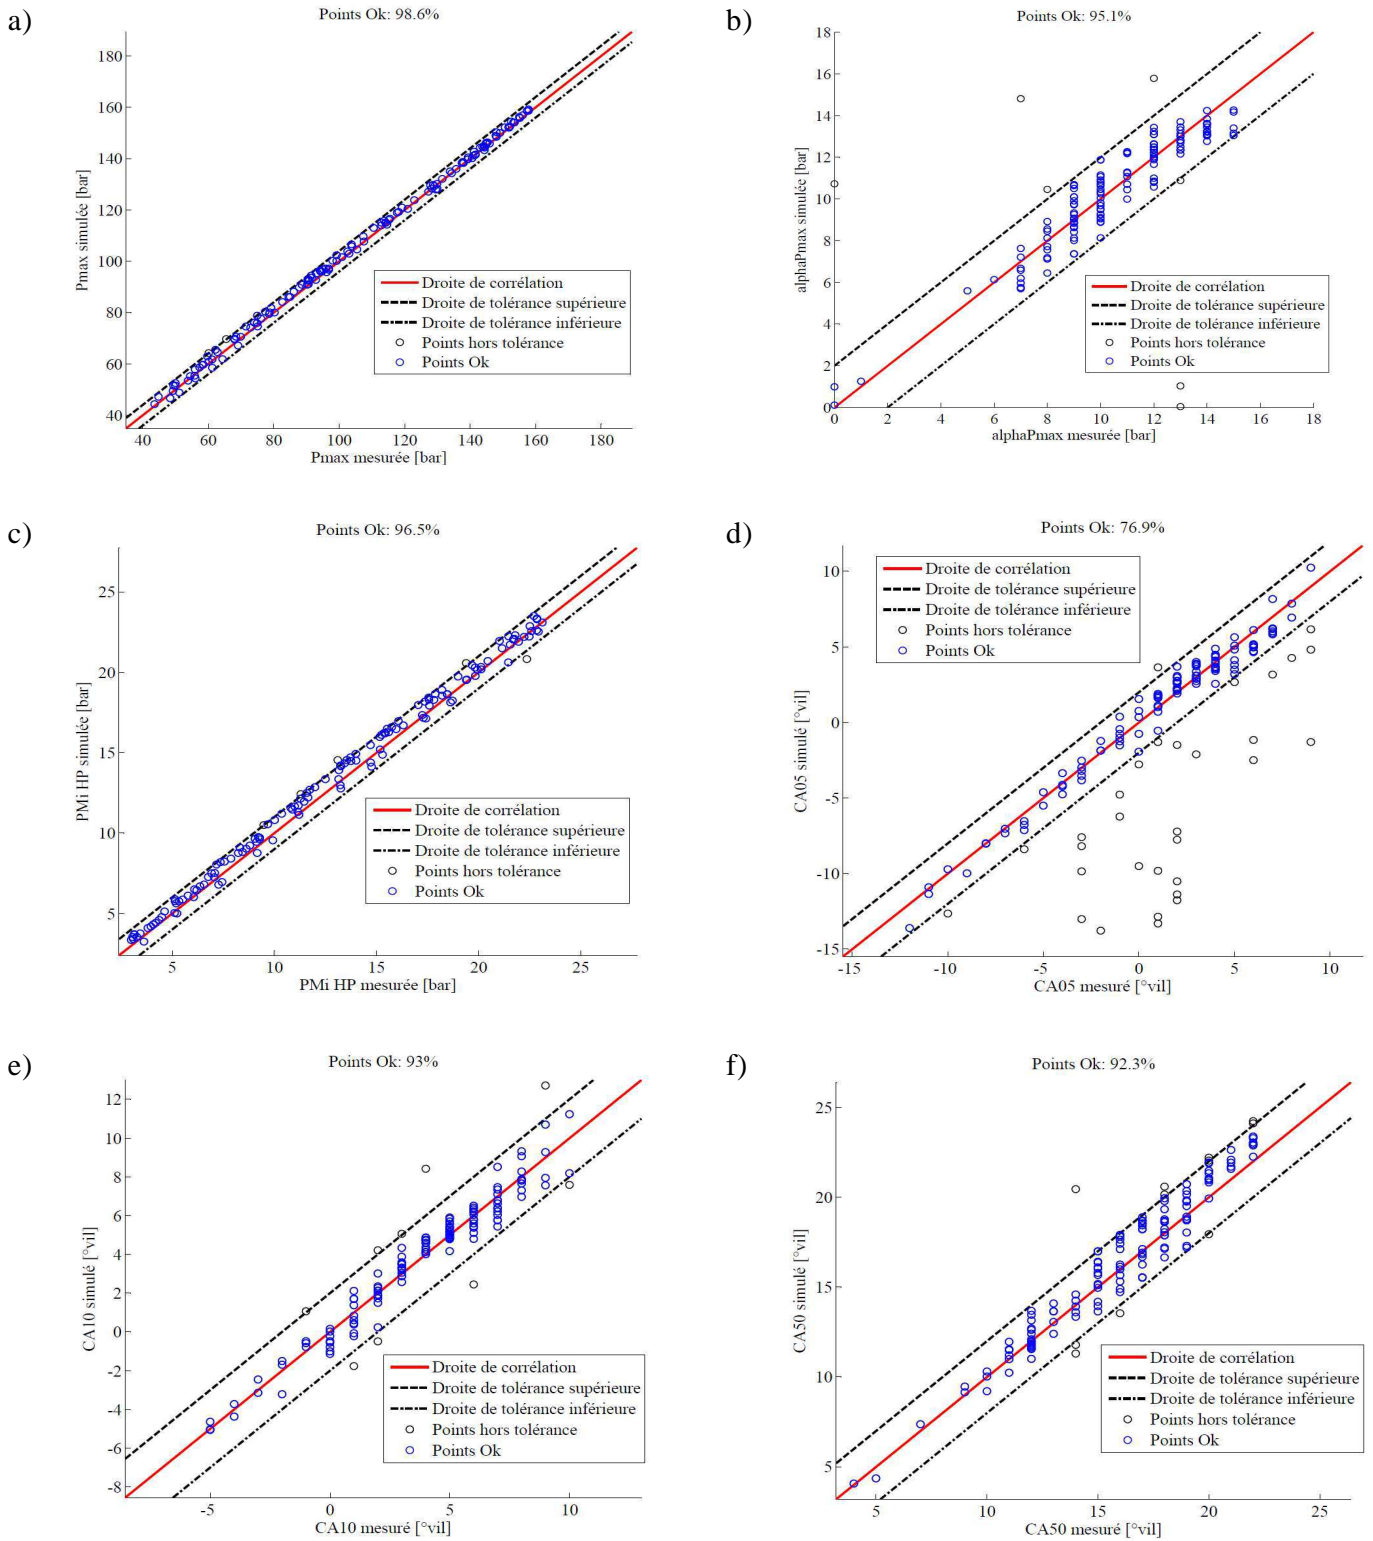 a)
Points Ok: 98.6%
180
160
140
120
100
80
60
40
Pmax simulée [bar]
Droite de corrélation
Droite de tolérance supérieure
Droite de tolérance inférieure
Points hors tolérance
Points Ok
40 60 80 100 120 140 160 180
Pmax mesurée [bar]
b)
Points Ok: 95.1%
18
16
14
12
10
8
6
4
2
0
alphaPmax simulée [bar]
Droite de corrélation
Droite de tolérance supérieure
Droite de tolérance inférieure
Points hors tolérance
Points Ok
0 2 4 6 8 10 12 14 16 18
alphaPmax mesurée [bar]
c)
Points Ok: 96.5%
25
20
15
10
5
PMi HP simulée [bar]
Droite de corrélation
Droite de tolérance supérieure
Droite de tolérance inférieure
Points hors tolérance
Points Ok
5 10 15 20 25
PMi HP mesurée [bar]
d)
Points Ok: 76.9%
10
5
0
-5
-10
-15
CA05 simulé [°vil]
Droite de corrélation
Droite de tolérance supérieure
Droite de tolérance inférieure
Points hors tolérance
Points Ok
-15 -10 -5 0 5 10
CA05 mesuré [°vil]
e)
Points Ok: 93%
12
10
8
6
4
2
0
-2
-4
-6
-8
CA10 simulé [°vil]
Droite de corrélation
Droite de tolérance supérieure
Droite de tolérance inférieure
Points hors tolérance
Points Ok
-5 0 5 10
CA10 mesuré [°vil]
f)
Points Ok: 92.3%
25
20
15
10
5
CA50 simulé [°vil]
Droite de corrélation
Droite de tolérance supérieure
Droite de tolérance inférieure
Points hors tolérance
Points Ok
5 10 15 20 25
CA50 mesuré [°vil]